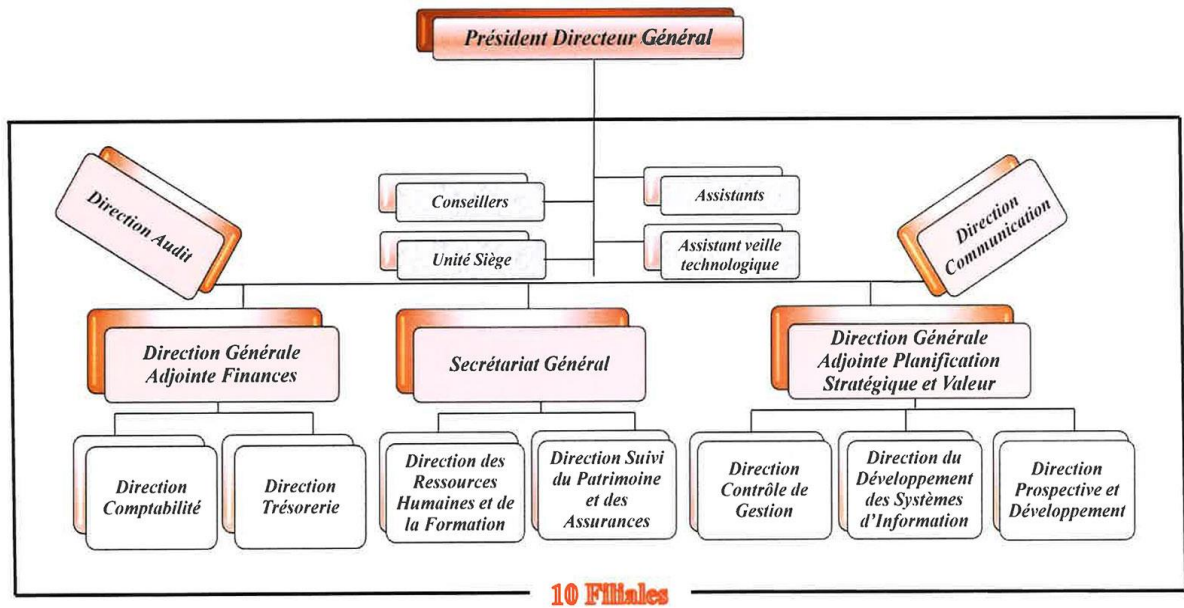 Président Directeur Général
Direction Audit
Conseillers
Assistants
Direction
Communication
Unité Siège
Assistant veille
technologique
Direction Générale
Adjointe Finances
Secrétariat Général
Direction Générale
Adjointe Planification
Stratégique et Valeur
Direction
Comptabilité
Direction
Trésorerie
Direction des
Ressources
Humaines et de
la Formation
Direction Suivi
du Patrimoine
et des
Assurances
Direction
Contrôle de
Gestion
Direction du
Développement
des Systèmes
d'Information
Direction
Prospective et
Développement
10 Filiales